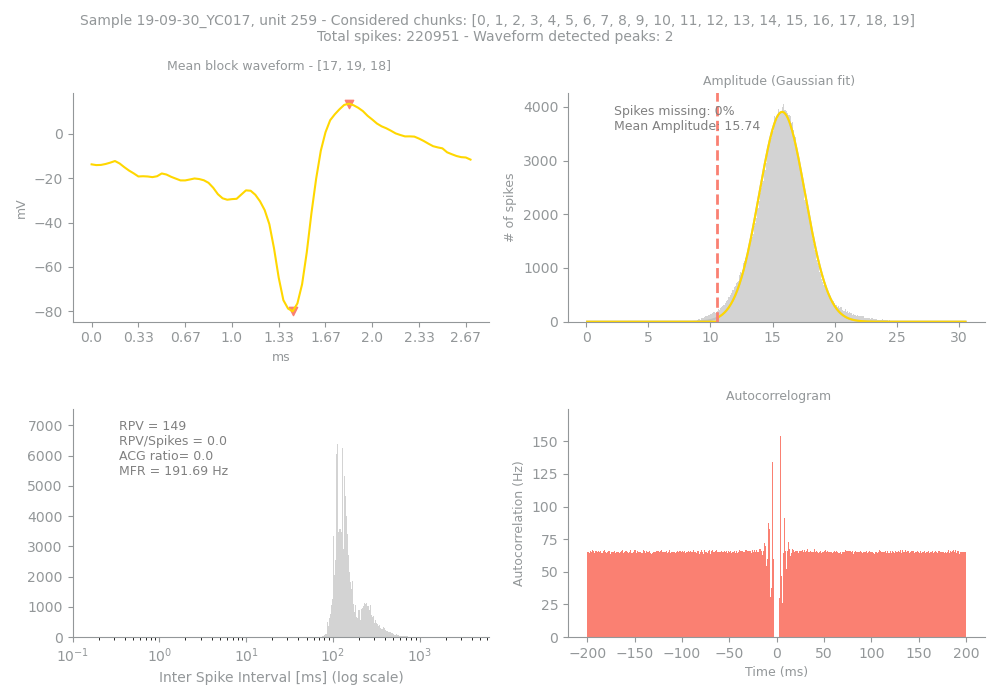 Sample 19-09-30_YC017, unit 259 - Considered chunks: [0, 1, 2, 3, 4, 5, 6, 7, 8, 9, 10, 11, 12, 13, 14, 15, 16, 17, 18, 19]
Total spikes: 220951 - Waveform detected peaks: 2
Mean block waveform - [17, 19, 18]
0
−20
−40
−60
−80
mV
0.0 0.33 0.67 1.0 1.33 1.67 2.0 2.33 2.67
ms
Amplitude (Gaussian fit)
Spikes missing: 0%
Mean Amplitude: 15.74
4000
3000
2000
1000
0
# of spikes
0 5 10 15 20 25 30
RPV = 149
RPV/Spikes = 0.0
ACG ratio= 0.0
MFR = 191.69 Hz
7000
6000
5000
4000
3000
2000
1000
0
10⁻¹ 10⁰ 10¹ 10² 10³
Inter Spike Interval [ms] (log scale)
Autocorrelogram
150
125
100
75
50
25
0
Autocorrelation (Hz)
−200 −150 −100 −50 0 50 100 150 200
Time (ms)